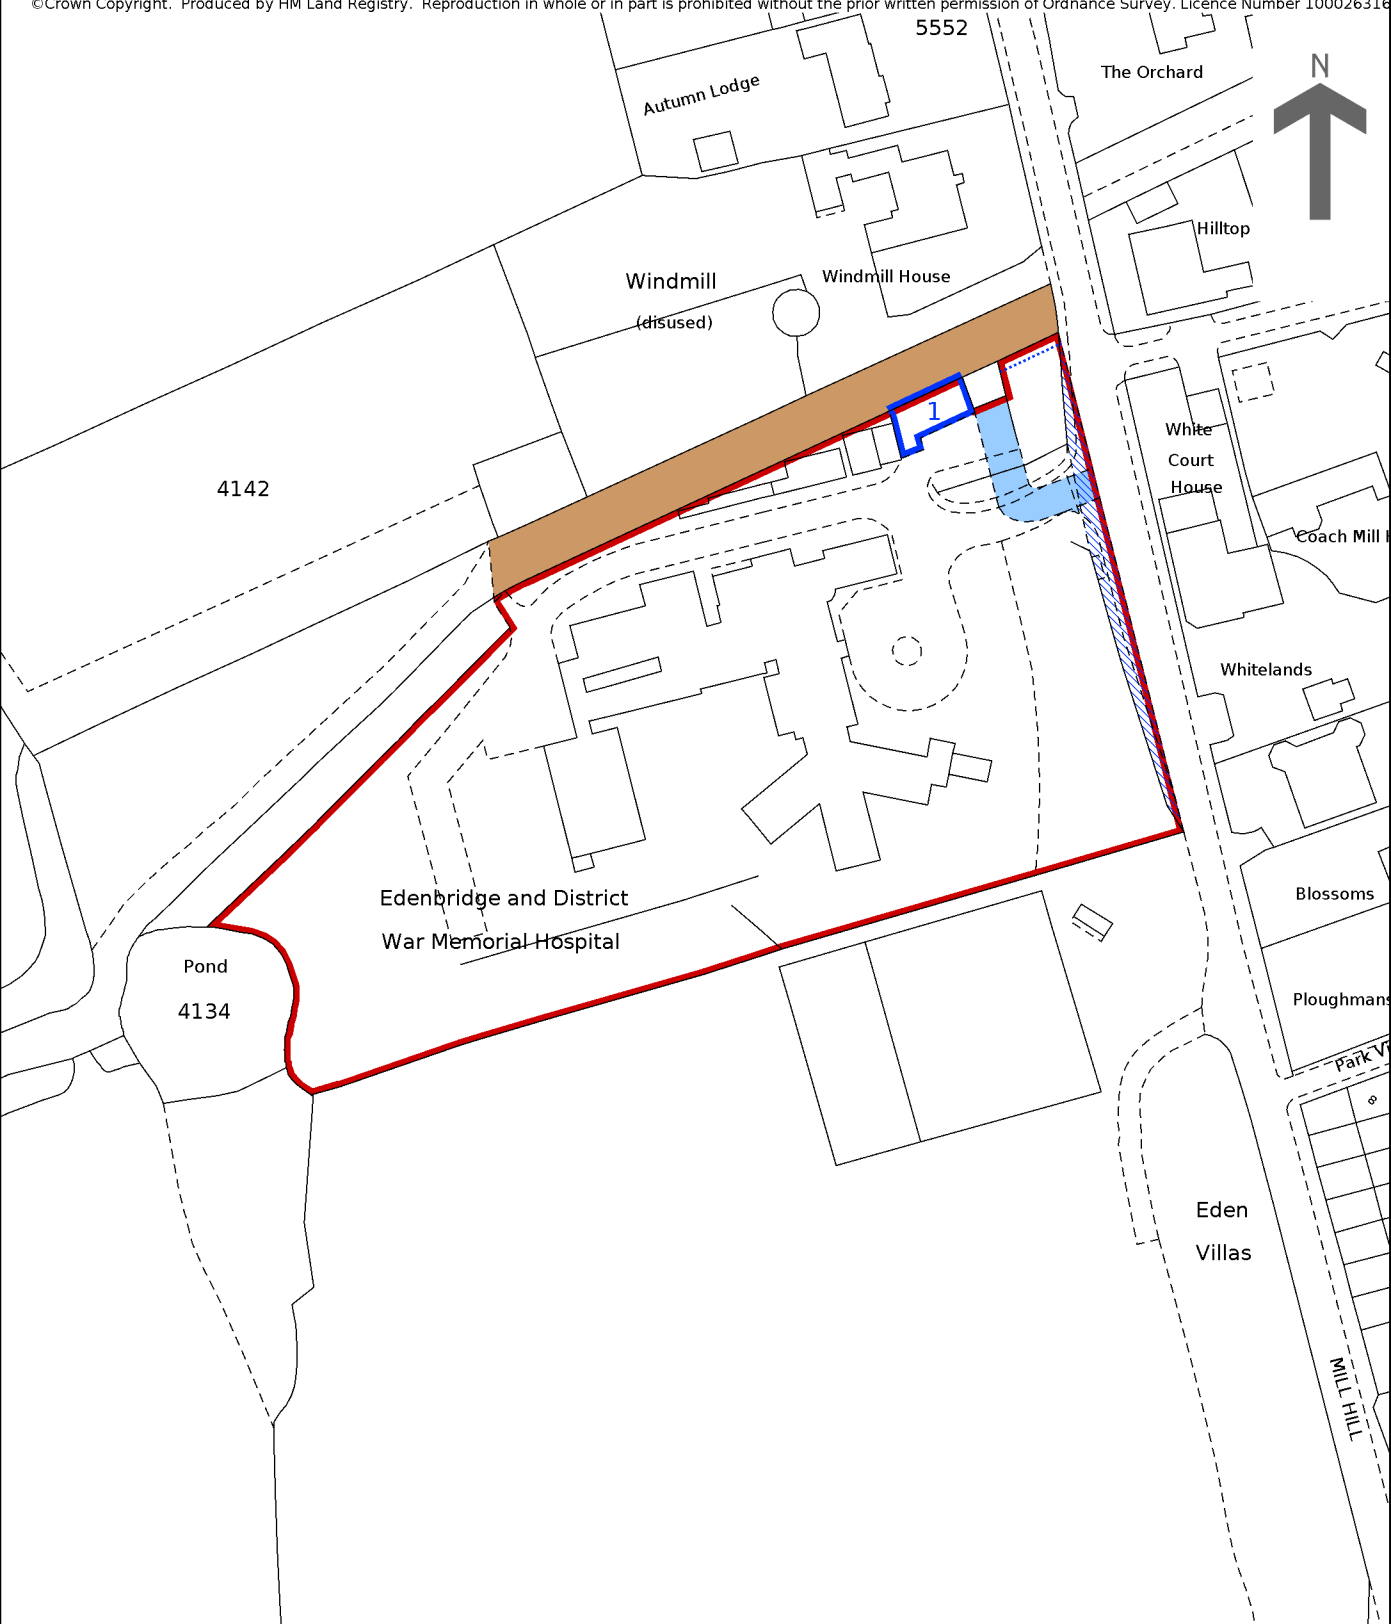 ©Crown Copyright. Produced by HM Land Registry. Reproduction in whole or in part is prohibited without the prior written permission of Ordnance Survey. Licence Number 100026316
5552
N
The Orchard
Autumn Lodge
Hilltop
Windmill
(disused)
Windmill House
1
White
Court
House
4142
Coach Mill H
Whitelands
Edenbridge and District
War Memorial Hospital
Blossoms
Pond
4134
Ploughmans
Park Vi
8
Eden
Villas
MILL HILL